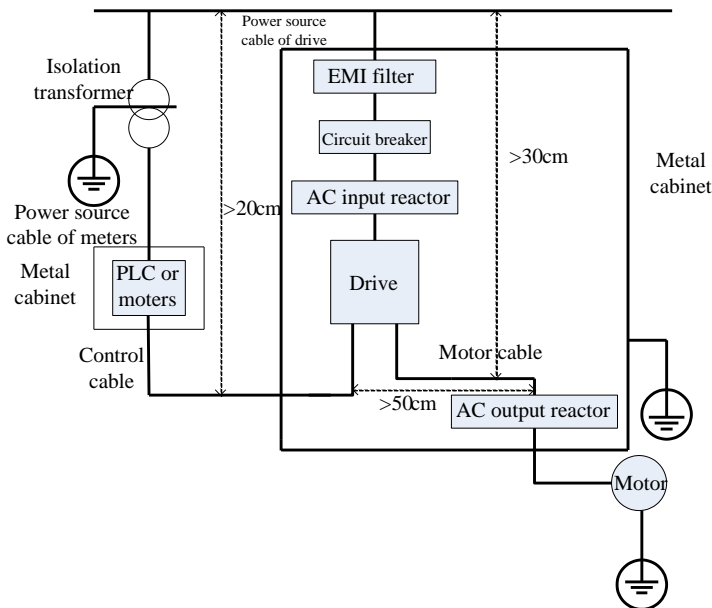 Power source
cable of drive
Isolation
transformer
EMI filter
Circuit breaker
>30cm
Metal
cabinet
AC input reactor
>20cm
Power source
cable of meters
Metal
cabinet
PLC or
moters
Drive
Control
cable
Motor cable
>50cm
AC output reactor
Motor